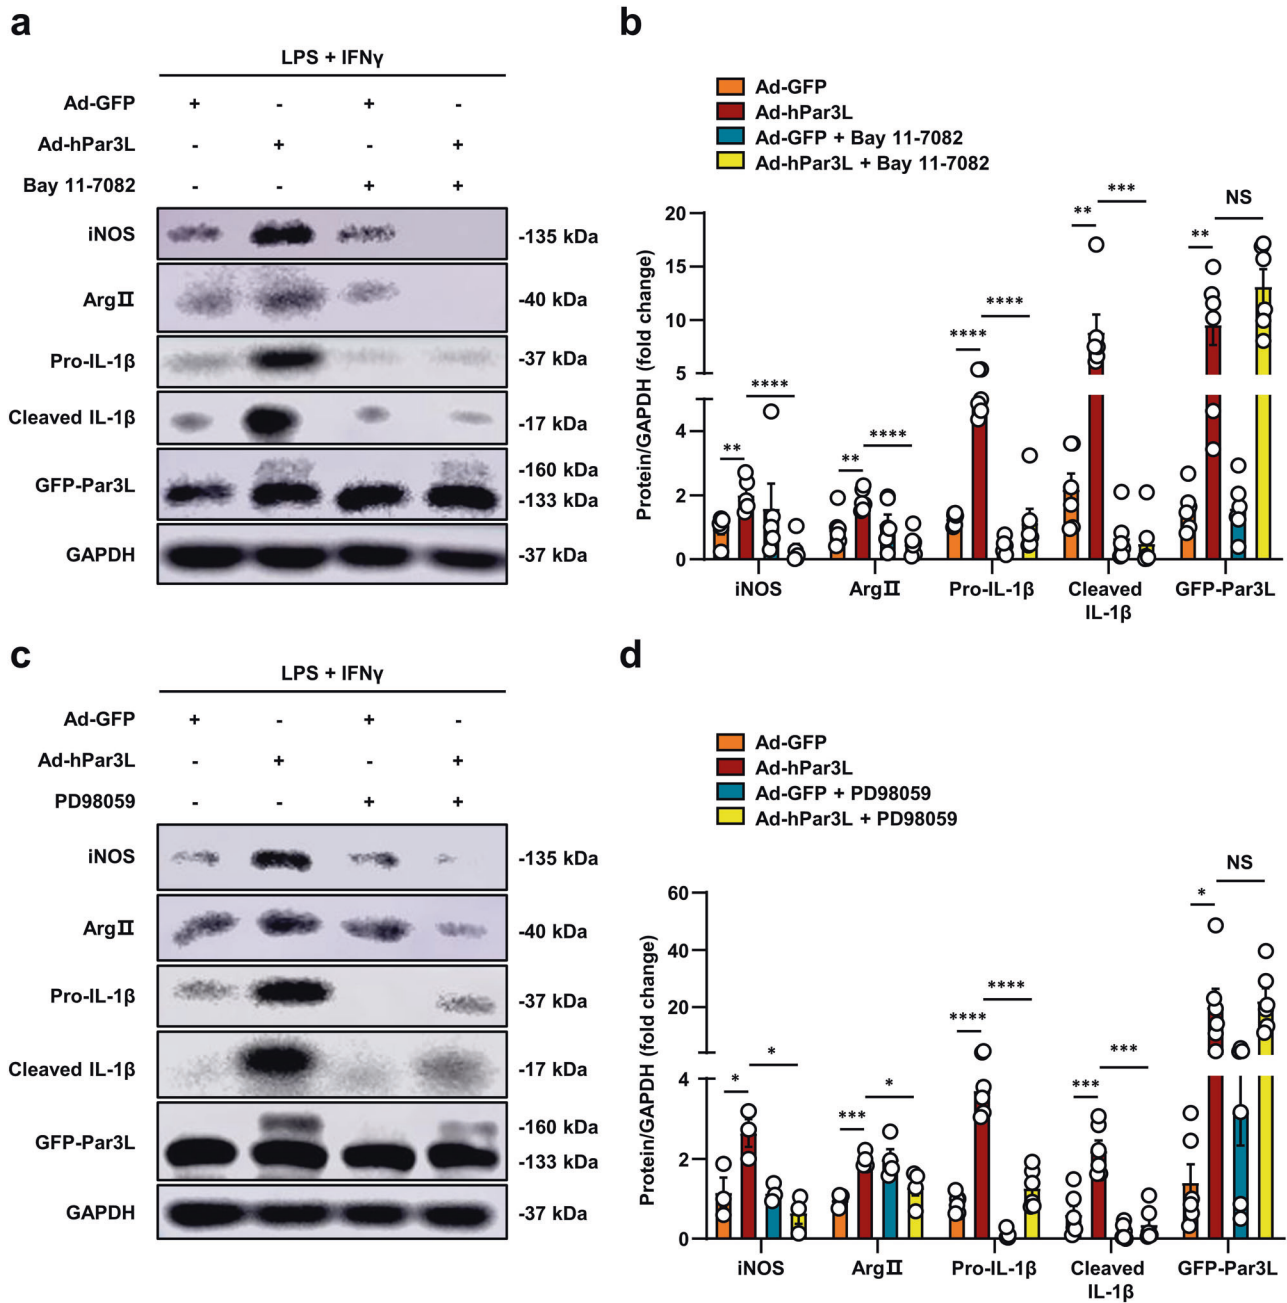 a
LPS + IFNγ
Ad-GFP + - + -
Ad-hPar3L - + - +
Bay 11-7082 - - + +
iNOS -135 kDa
ArgⅡ -40 kDa
Pro-IL-1β -37 kDa
Cleaved IL-1β -17 kDa
GFP-Par3L -160 kDa
-133 kDa
GAPDH -37 kDa
b
Ad-GFP
Ad-hPar3L
Ad-GFP + Bay 11-7082
Ad-hPar3L + Bay 11-7082
Protein/GAPDH (fold change)
20
15
10
5
4
2
0
** ****
** ****
**** ****
** ***
** NS
iNOS ArgⅡ Pro-IL-1β Cleaved IL-1β GFP-Par3L
c
LPS + IFNγ
Ad-GFP + - + -
Ad-hPar3L - + - +
PD98059 - - + +
iNOS -135 kDa
ArgⅡ -40 kDa
Pro-IL-1β -37 kDa
Cleaved IL-1β -17 kDa
GFP-Par3L -160 kDa
-133 kDa
GAPDH -37 kDa
d
Ad-GFP
Ad-hPar3L
Ad-GFP + PD98059
Ad-hPar3L + PD98059
Protein/GAPDH (fold change)
60
40
20
4
2
0
* *
*** *
**** ****
*** ***
* NS
iNOS ArgⅡ Pro-IL-1β Cleaved IL-1β GFP-Par3L